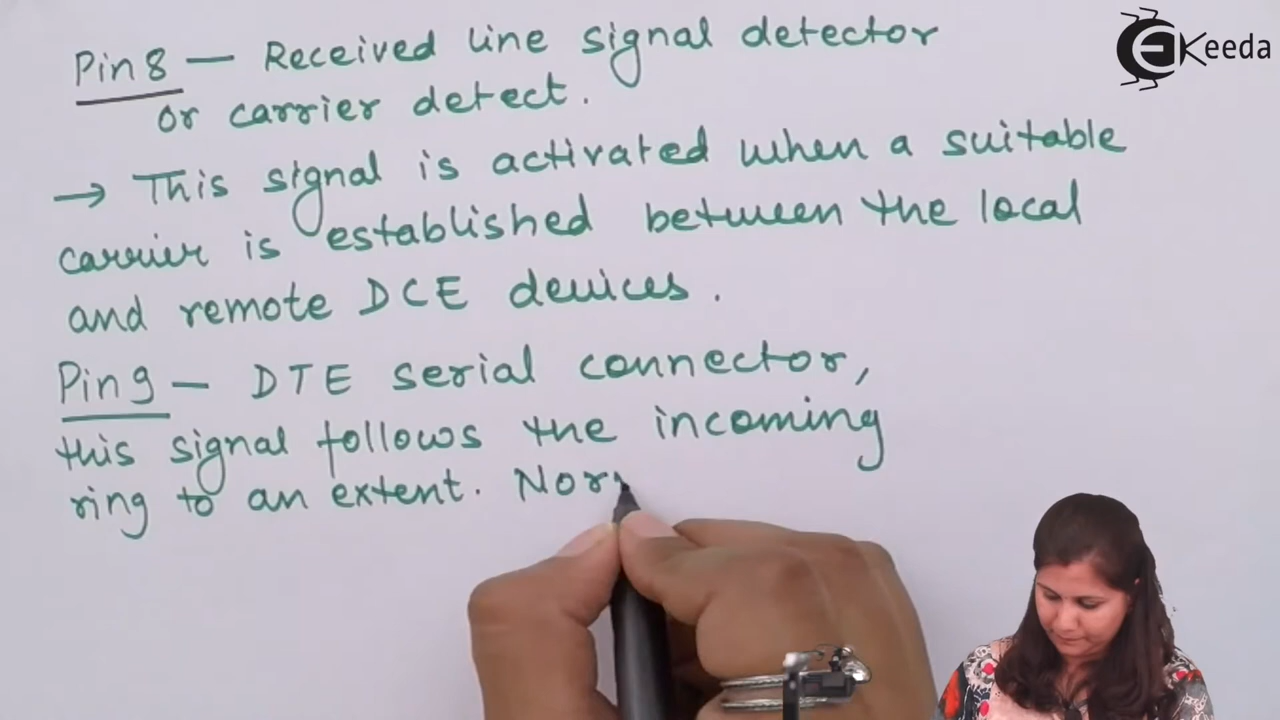 Pin 8 — Received line signal detector
or carrier detect.
→ This signal is activated when a suitable
carrier is established between the local
and remote DCE devices.
Pin 9 — DTE serial connector,
this signal follows the incoming
ring to an extent. Nor
Ekeeda